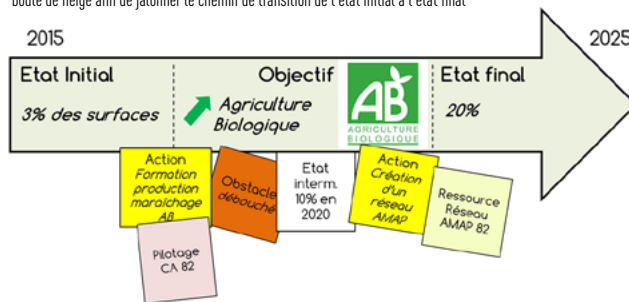 boule de neige afin de jalonner le chemin de transition de l'état initial à l'état final
2015
2025
Etat Initial
3% des surfaces
Objectif
Agriculture
Biologique
AB
AGRICULTURE
BIOLOGIQUE
Etat final
20%
Action
Formation
production
maraîchage
AB
Pilotage
CA 82
Obstacle
débouché
Etat
interm.
10% en
2020
Action
Création
d'un
réseau
AMAP
Ressource
Réseau
AMAP 82